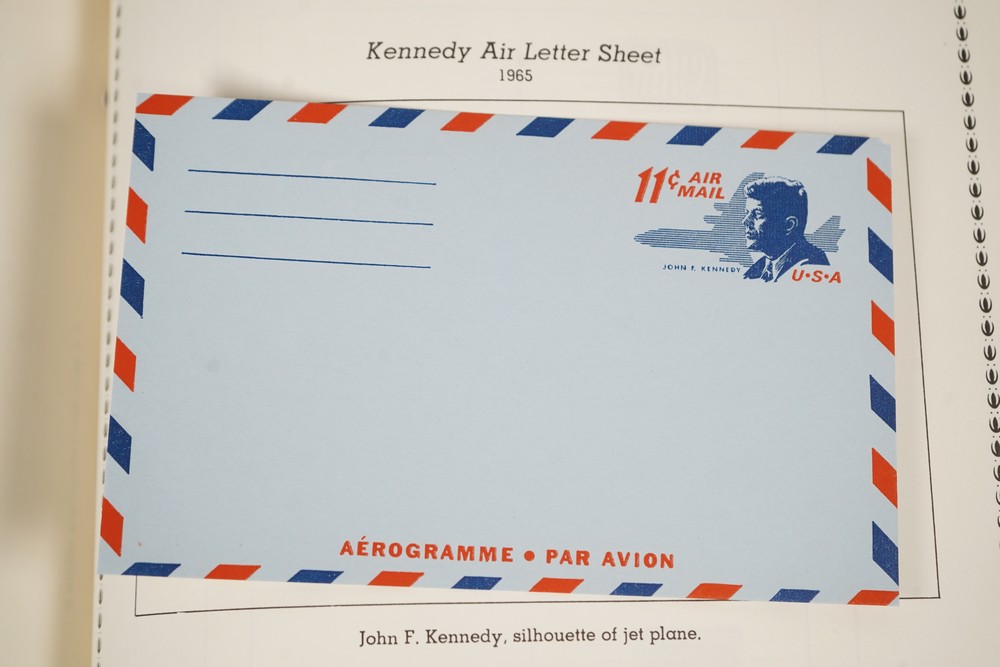 Kennedy Air Letter Sheet
1965
11¢ AIR
MAIL
JOHN F. KENNEDY
U•S•A
AÉROGRAMME • PAR AVION
John F. Kennedy, silhouette of jet plane.